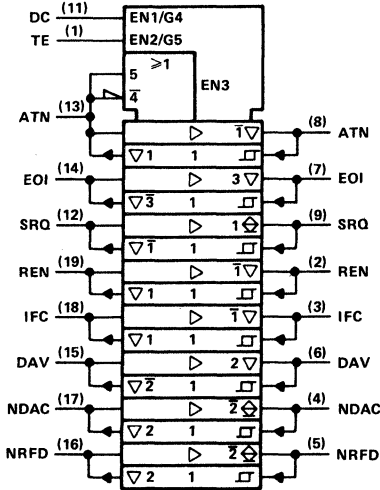 DC (11) EN1/G4
TE (1) EN2/G5
≥1
5 EN3
(13) 4̅
ATN ▷ 1̅ ▽ (8) ATN
▽ 1 1
EOI (14) ▷ 3 ▽ (7) EOI
▽ 3̅ 1
SRQ (12) ▷ 1 (9) SRQ
▽ 1̅ 1
REN (19) ▷ 1̅ ▽ (2) REN
▽ 1 1
IFC (18) ▷ 1̅ ▽ (3) IFC
▽ 1 1
DAV (15) ▷ 2 ▽ (6) DAV
▽ 2̅ 1
NDAC (17) ▷ 2̅ (4) NDAC
▽ 2 1
NRFD (16) ▷ 2̅ (5) NRFD
▽ 2 1